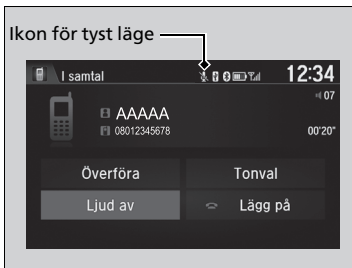 Ikon för tyst läge
I samtal 12:34
07
AAAAA
08012345678 00'20"
Överföra Tonval
Ljud av Lägg på